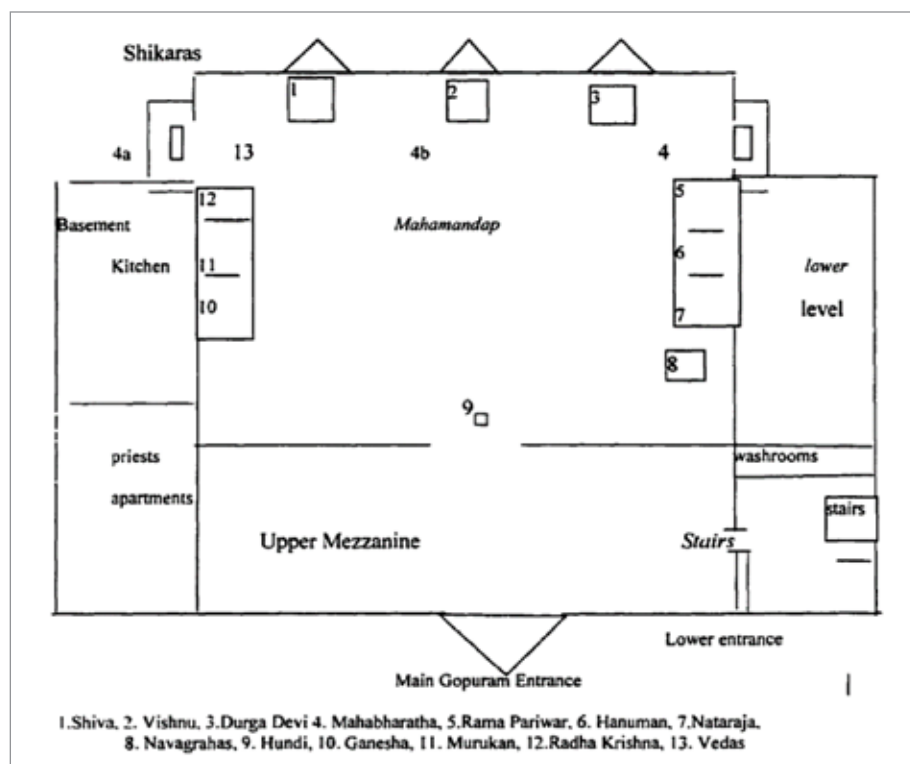 Shikaras
1 2 3
4a 13 4b 4
12 5
Basement Mahamandap
Kitchen 11 6 lower
10 7 level
8
9
priests washrooms
apartments stairs
Upper Mezzanine Stairs
Lower entrance
Main Gopuram Entrance
1.Shiva, 2. Vishnu, 3.Durga Devi 4. Mahabharatha, 5.Rama Pariwar, 6. Hanuman, 7.Nataraja,
8. Navagrahas, 9. Hundi, 10. Ganesha, 11. Murukan, 12.Radha Krishna, 13. Vedas